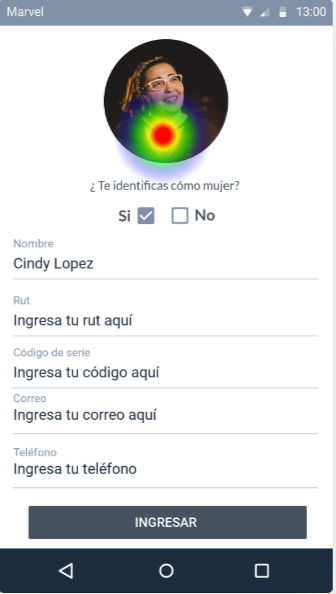 Marvel 13:00
¿ Te identificas cómo mujer?
Si No
Nombre
Cindy Lopez
Rut
Ingresa tu rut aquí
Código de serie
Ingresa tu código aquí
Correo
Ingresa tu correo aquí
Teléfono
Ingresa tu teléfono
INGRESAR